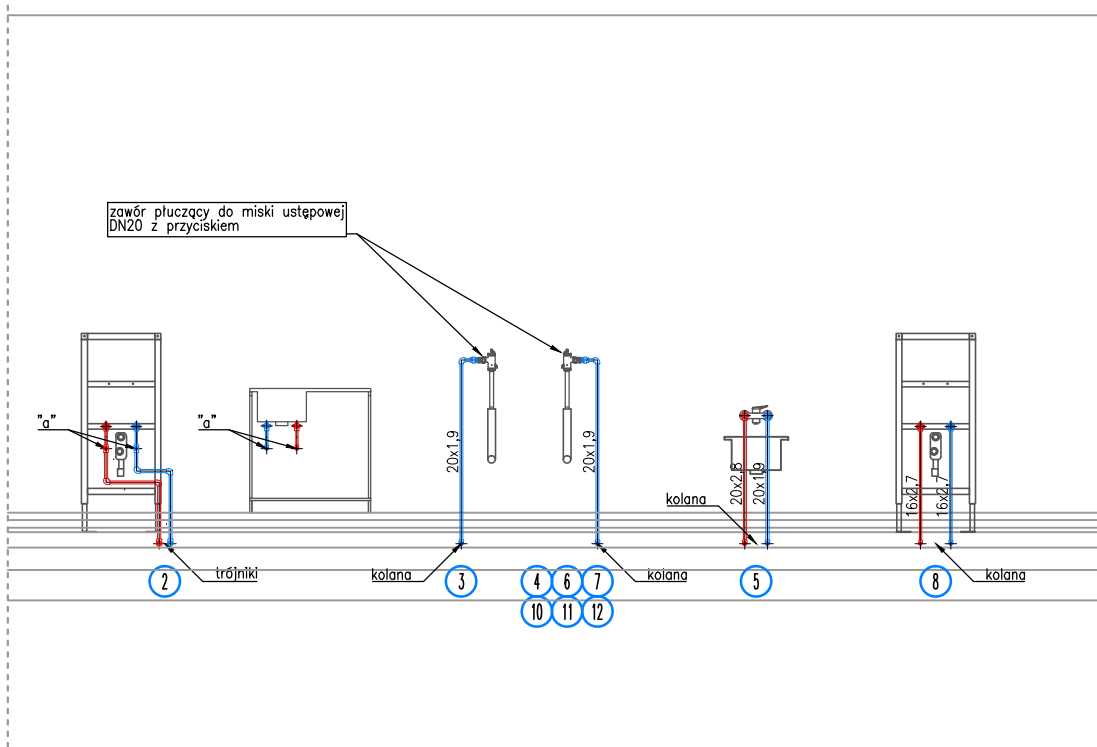 zawór płuczący do miski ustępowej
DN20 z przyciskiem
"a"
"a"
20x1,9
20x1,9
20x2,8
20x1,9
16x2,7
16x2,7
kolana
trójniki
kolana
kolana
kolana
2
3
4 6 7
5
8
10 11 12